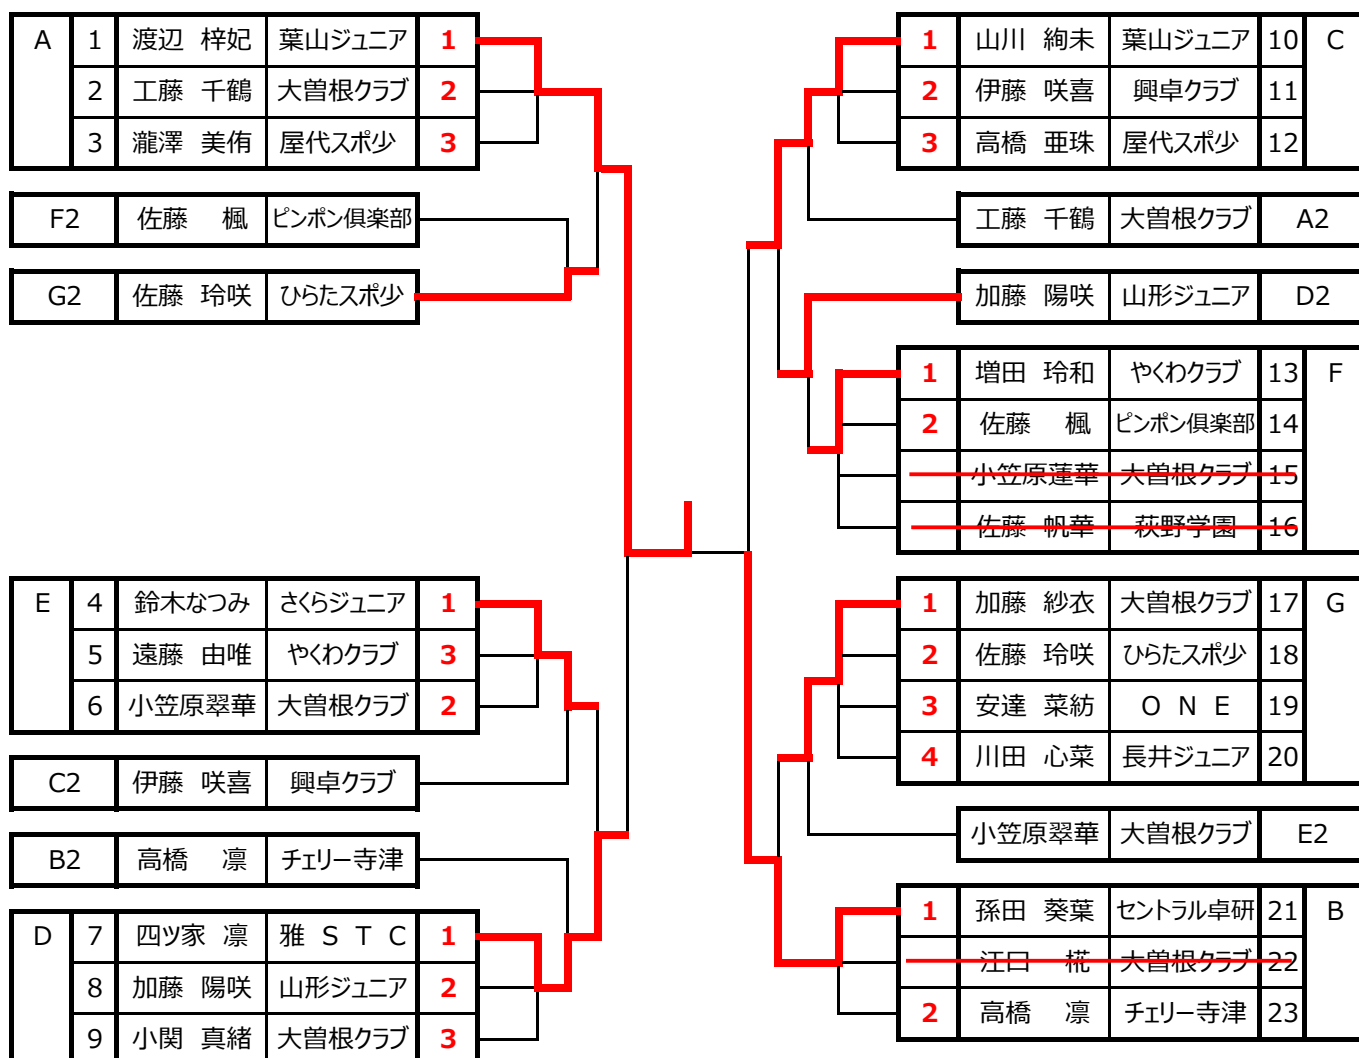 A 1 渡辺 梓妃 葉山ジュニア 1
2 工藤 千鶴 大曽根クラブ 2
3 瀧澤 美侑 屋代スポ少 3
F2 佐藤 楓 ピンポン倶楽部
G2 佐藤 玲咲 ひらたスポ少
E 4 鈴木なつみ さくらジュニア 1
5 遠藤 由唯 やくわクラブ 3
6 小笠原翠華 大曽根クラブ 2
C2 伊藤 咲喜 興卓クラブ
B2 高橋 凛 チェリー寺津
D 7 四ツ家 凛 雅STC 1
8 加藤 陽咲 山形ジュニア 2
9 小関 真緒 大曽根クラブ 3
1 山川 絢未 葉山ジュニア 10 C
2 伊藤 咲喜 興卓クラブ 11
3 高橋 亜珠 屋代スポ少 12
工藤 千鶴 大曽根クラブ A2
加藤 陽咲 山形ジュニア D2
1 増田 玲和 やくわクラブ 13 F
2 佐藤 楓 ピンポン倶楽部 14
小笠原蓮華 大曽根クラブ 15
佐藤 帆華 萩野学園 16
1 加藤 紗衣 大曽根クラブ 17 G
2 佐藤 玲咲 ひらたスポ少 18
3 安達 菜紡 ONE 19
4 川田 心菜 長井ジュニア 20
小笠原翠華 大曽根クラブ E2
1 孫田 葵葉 セントラル卓研 21 B
汪口 椛 大曽根クラブ 22
2 高橋 凛 チェリー寺津 23